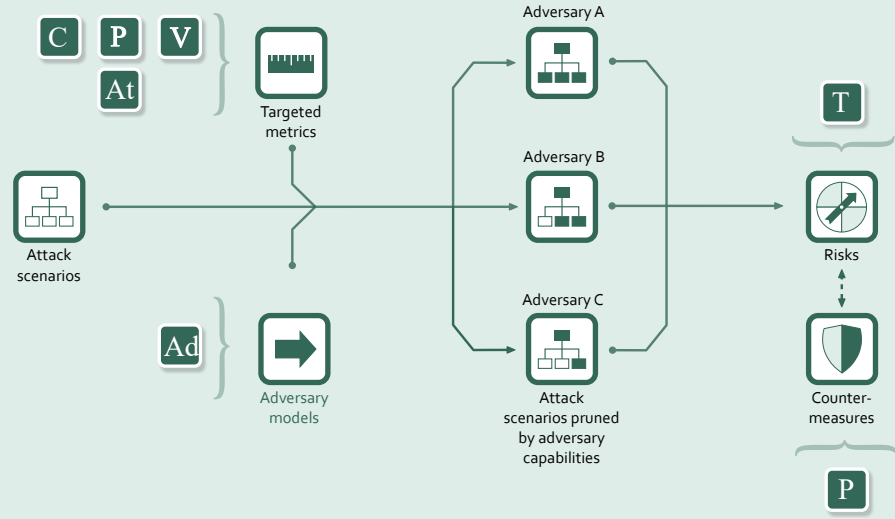 C P V
At
Targeted
metrics
Attack
scenarios
Ad
Adversary
models
Adversary A
Adversary B
Adversary C
Attack
scenarios pruned
by adversary
capabilities
T
Risks
Counter-
measures
P